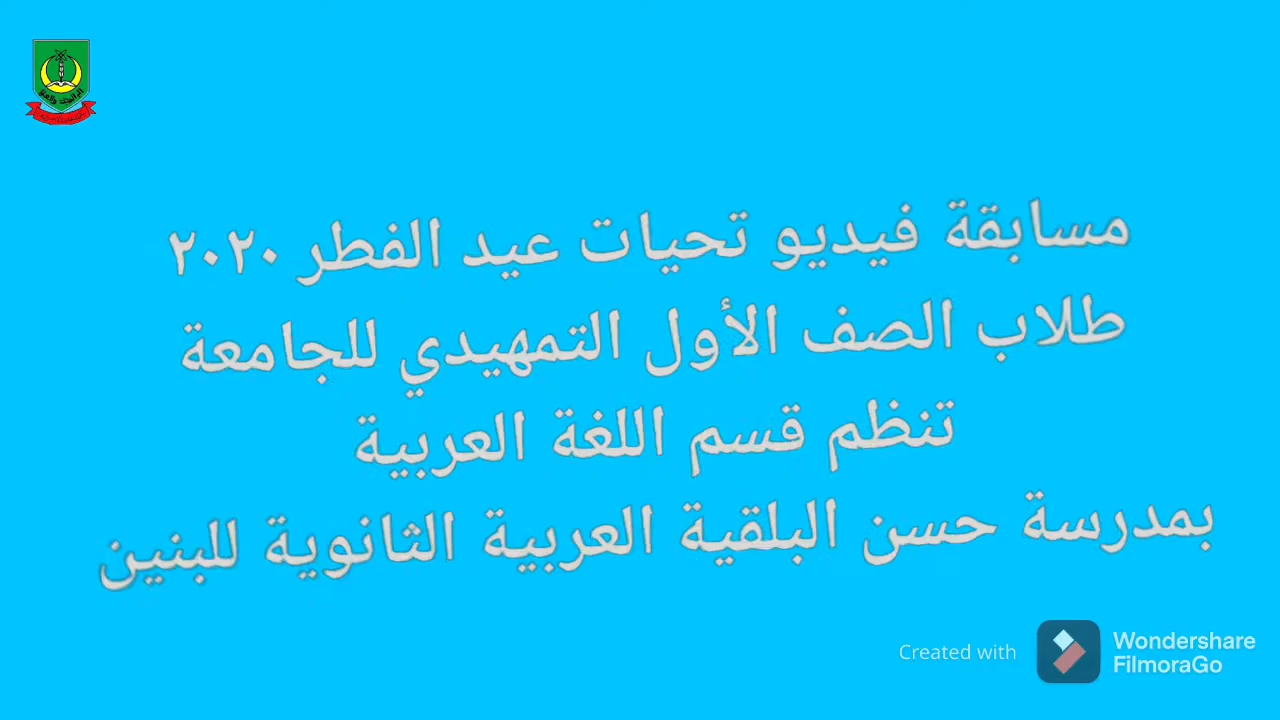 مسابقة فيديو تحيات عيد الفطر ٢٠٢٠
طلاب الصف الأول التمهيدي للجامعة
تنظم قسم اللغة العربية
بمدرسة حسن البلقية العربية الثانوية للبنين
Created with
Wondershare
FilmoraGo